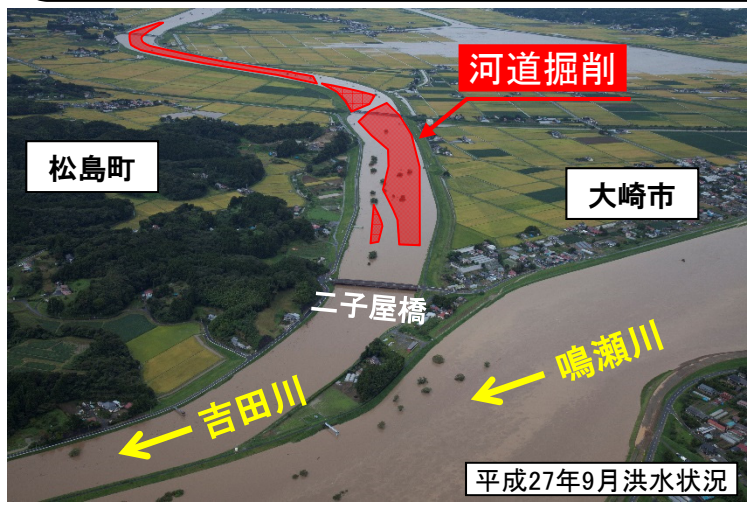 河道掘削
松島町
大崎市
二子屋橋
鳴瀬川
吉田川
平成27年9月洪水状況